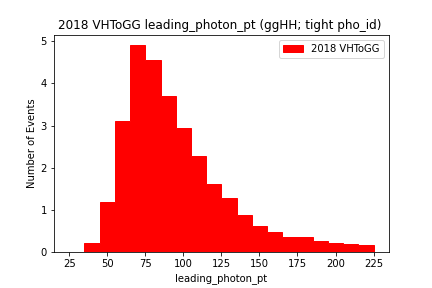 2018 VHToGG leading_photon_pt (ggHH; tight pho_id)
2018 VHToGG
Number of Events
5
4
3
2
1
0
25 50 75 100 125 150 175 200 225
leading_photon_pt